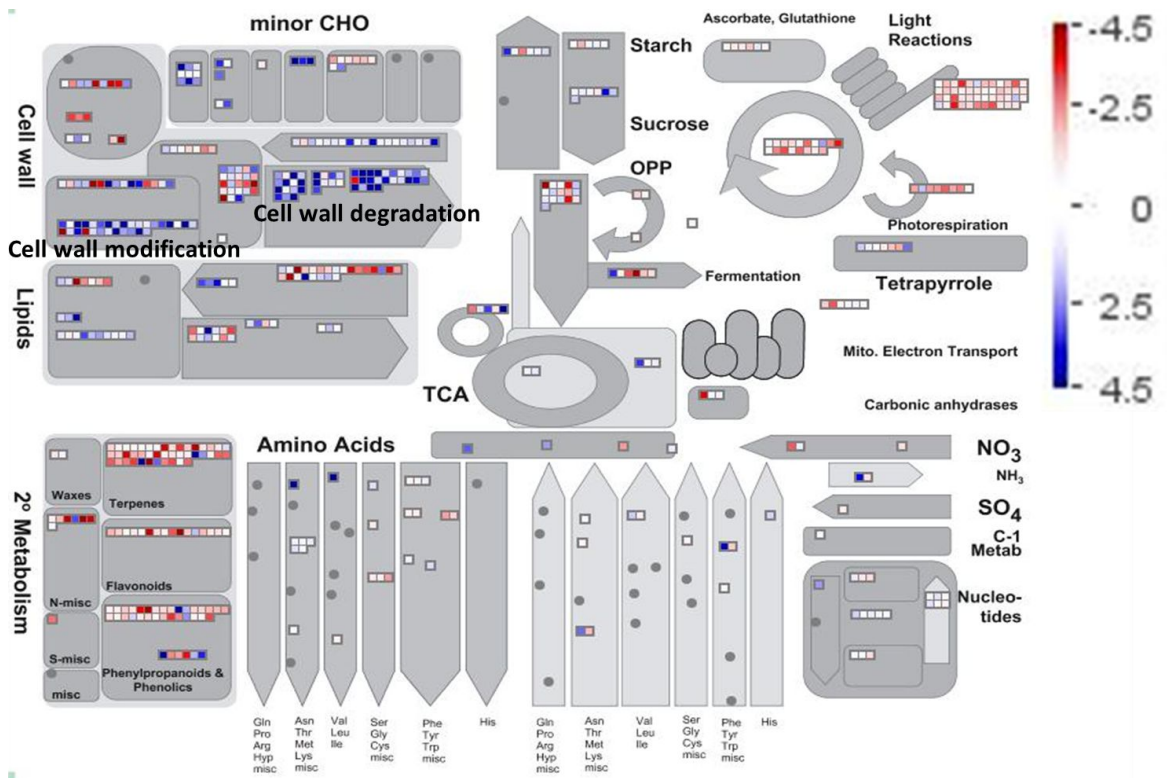 minor CHO
Cell wall
Cell wall degradation
Cell wall modification
Lipids
Starch
Sucrose
OPP
Fermentation
TCA
Ascorbate, Glutathione
Light
Reactions
Photorespiration
Tetrapyrrole
Mito. Electron Transport
Carbonic anhydrases
-4.5
-2.5
0
2.5
4.5
2° Metabolism
Waxes
Terpenes
N-misc
Flavonoids
S-misc
misc
Phenylpropanoids &
Phenolics
Amino Acids
Gln
Pro
Arg
Hyp
misc
Asn
Thr
Met
Lys
misc
Val
Leu
Ile
Ser
Gly
Cys
misc
Phe
Tyr
Trp
misc
His
Gln
Pro
Arg
Hyp
misc
Asn
Thr
Met
Lys
misc
Val
Leu
Ile
Ser
Gly
Cys
misc
Phe
Tyr
Trp
misc
His
NO3
NH3
SO4
C-1
Metab
Nucleo-
tides